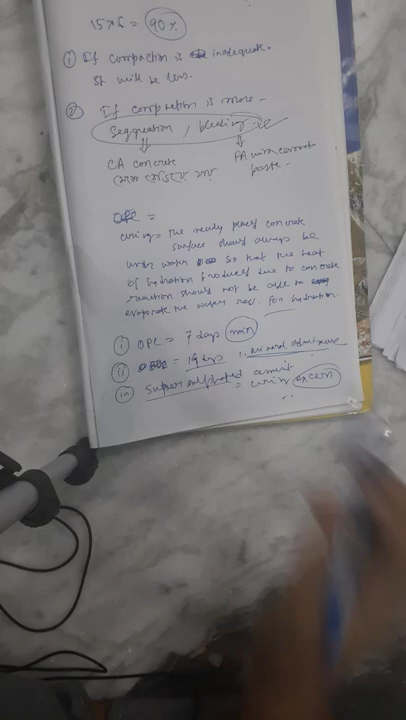 15×6 = 90%
① If compaction is inadequate.
St will be less.
② If compaction is more -
segregation, bleeding
CA concrete
FA with cement
paste.
curing = The newly placed concrete
surface should always be
under water so that the heat
of hydration produced due to concrete
reaction should not be able to
evaporate the water req. for hydration.
i) OPC = 7 days (min)
ii) = 14 days, mineral admixture
iii) super sulphated cement
= curing excess